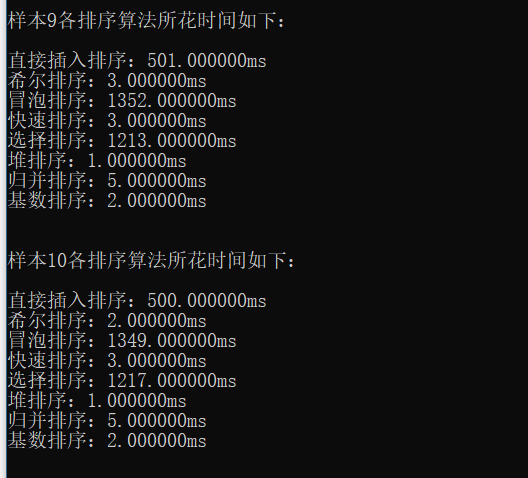 样本9各排序算法所花时间如下：
直接插入排序：501.000000ms
希尔排序：3.000000ms
冒泡排序：1352.000000ms
快速排序：3.000000ms
选择排序：1213.000000ms
堆排序：1.000000ms
归并排序：5.000000ms
基数排序：2.000000ms
样本10各排序算法所花时间如下：
直接插入排序：500.000000ms
希尔排序：2.000000ms
冒泡排序：1349.000000ms
快速排序：3.000000ms
选择排序：1217.000000ms
堆排序：1.000000ms
归并排序：5.000000ms
基数排序：2.000000ms